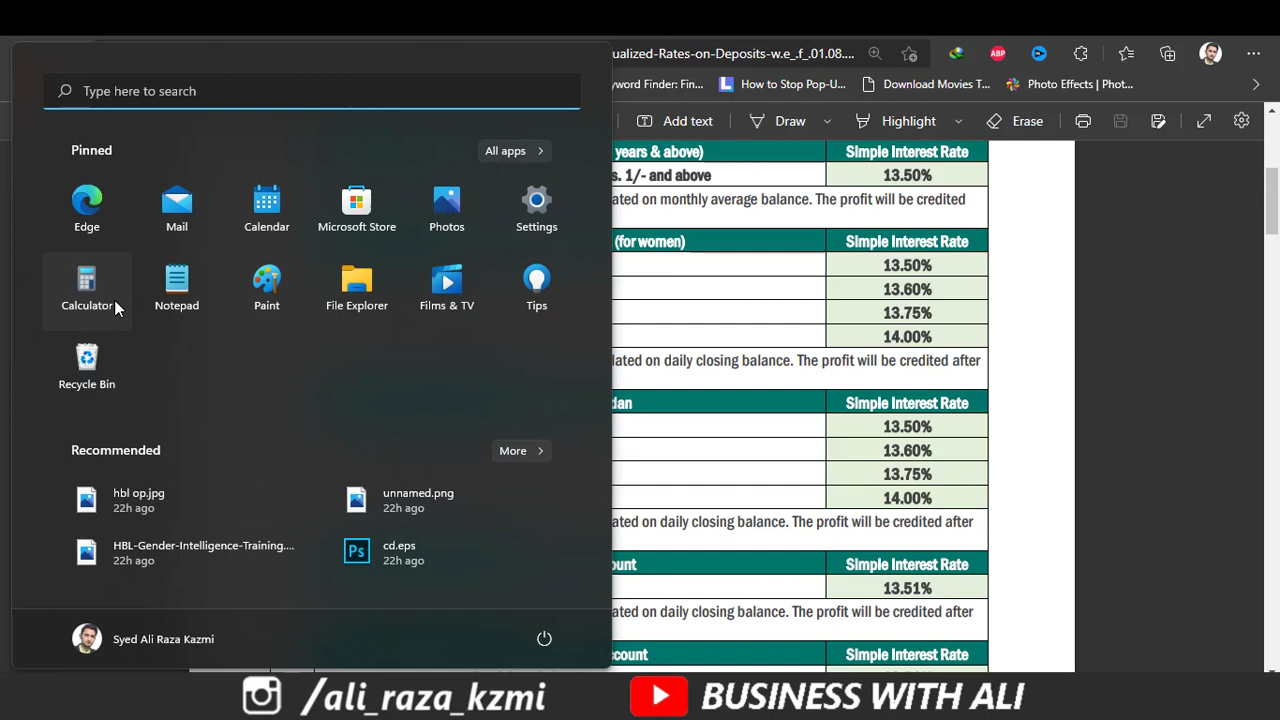 ualized-Rates-on-Deposits-w.e_.f_.01.08....
ABP
Type here to search
yword Finder: Fin...
How to Stop Pop-U...
Download Movies T...
Photo Effects | Phot...
Add text
Draw
Highlight
Erase
Pinned
All apps
Edge
Mail
Calendar
Microsoft Store
Photos
Settings
Calculator
Notepad
Paint
File Explorer
Films & TV
Tips
Recycle Bin
Recommended
More
hbl op.jpg
22h ago
unnamed.png
22h ago
HBL-Gender-Intelligence-Training....
22h ago
Ps
cd.eps
22h ago
Syed Ali Raza Kazmi
years & above)
Simple Interest Rate
s. 1/- and above
13.50%
ated on monthly average balance. The profit will be credited
(for women)
Simple Interest Rate
13.50%
13.60%
13.75%
14.00%
lated on daily closing balance. The profit will be credited after
dan
Simple Interest Rate
13.50%
13.60%
13.75%
14.00%
ated on daily closing balance. The profit will be credited after
ount
Simple Interest Rate
13.51%
ated on daily closing balance. The profit will be credited after
ccount
Simple Interest Rate
/ali_raza_kzmi
BUSINESS WITH ALI